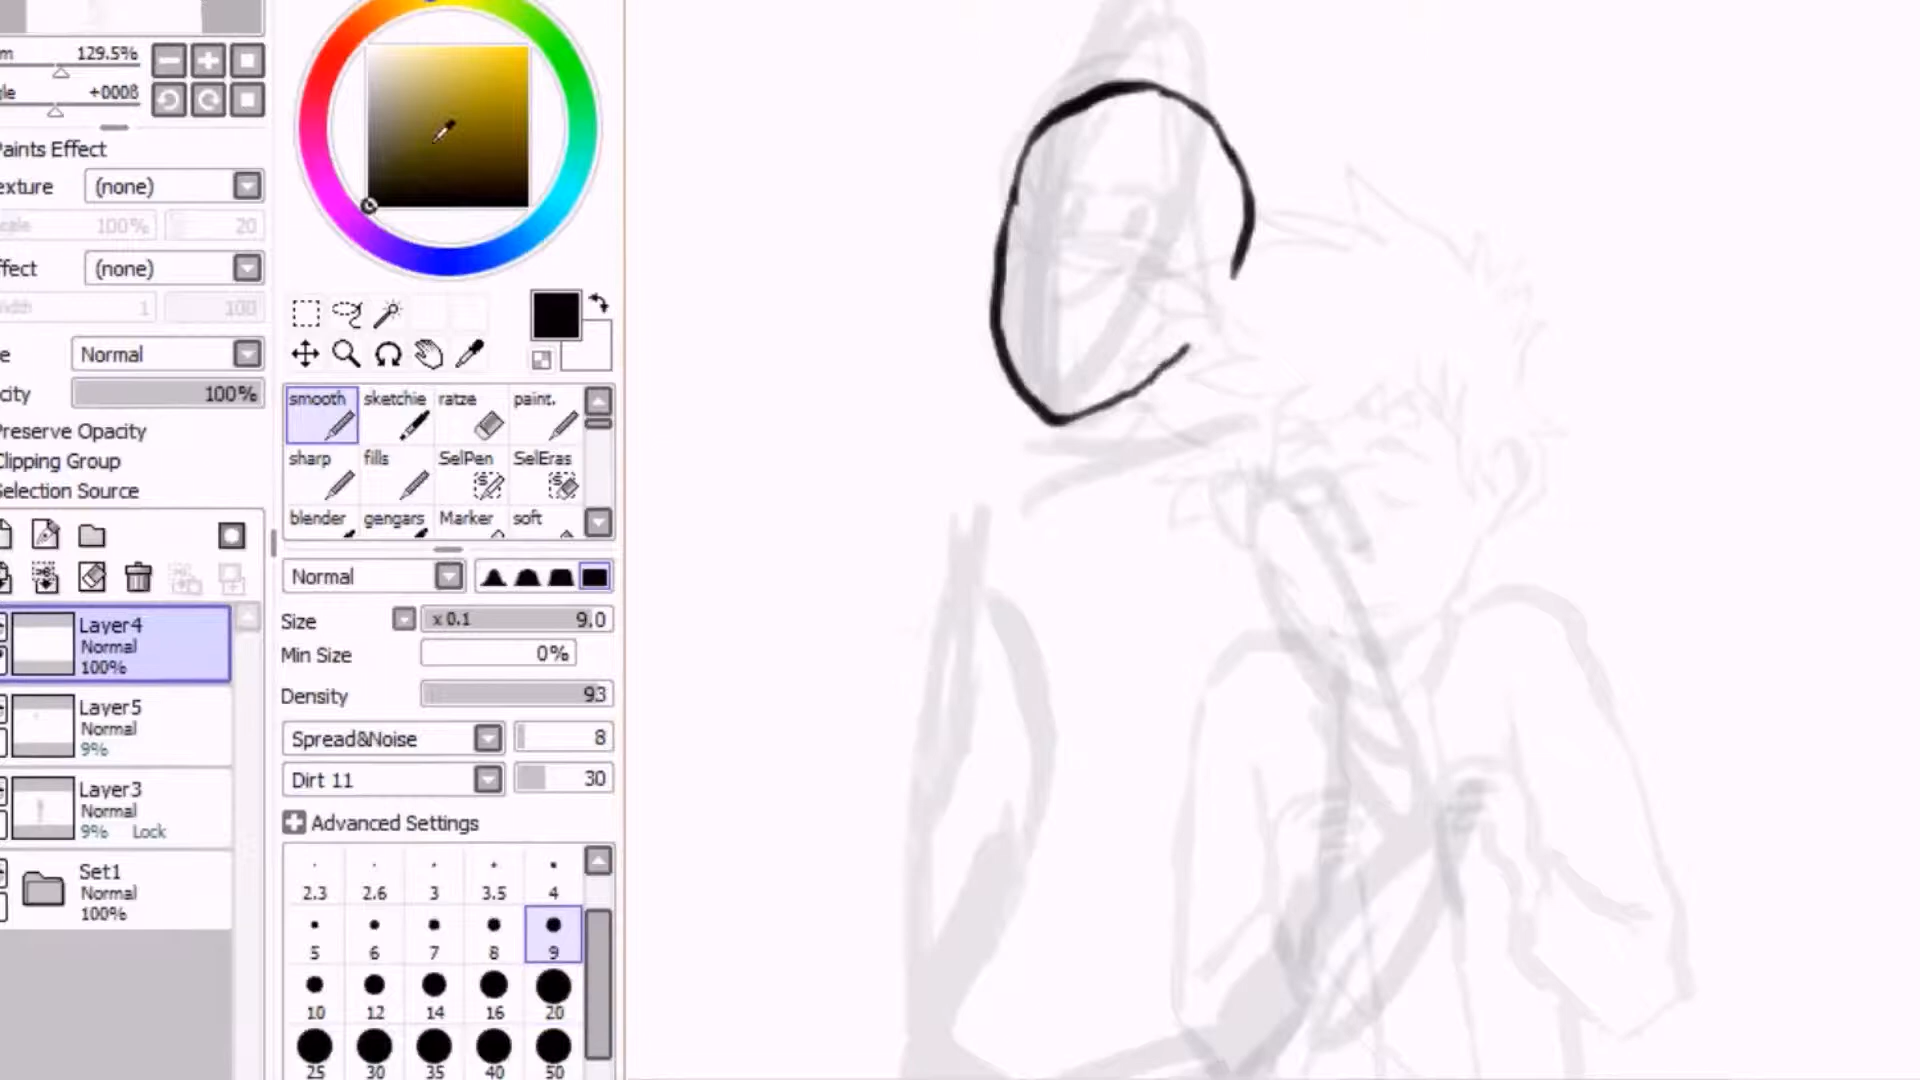 m 129.5%
gle +0008
Paints Effect
exture (none)
cale 100% 20
ffect (none)
Width 1 100
e Normal
city 100%
Preserve Opacity
Clipping Group
Selection Source
Layer4
Normal
100%
Layer5
Normal
9%
Layer3
Normal
9% Lock
Set1
Normal
100%
smooth sketchie ratze paint.
sharp fills SelPen SelEras
blender gengars Marker soft
Normal
Size x 0.1 9.0
Min Size 0%
Density 93
Spread&Noise 8
Dirt 11 30
Advanced Settings
2.3 2.6 3 3.5 4
5 6 7 8 9
10 12 14 16 20
25 30 35 40 50